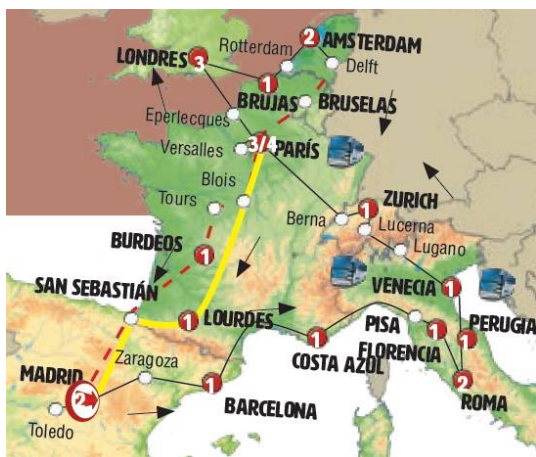 Rotterdam
2
AMSTERDAM
LONDRES
3
Delft
1
BRUJAS
BRUSELAS
Eperlecques
Versalles
3/4
PARÍS
Blois
Tours
Berna
1
ZURICH
Lucerna
Lugano
BURDEOS
1
VENECIA
1
SAN SEBASTIÁN
1
LOURDES
PISA
1
PERUGIA
1
COSTA AZUL
FLORENCIA
1
MADRID
2
Zaragoza
1
BARCELONA
2
ROMA
Toledo